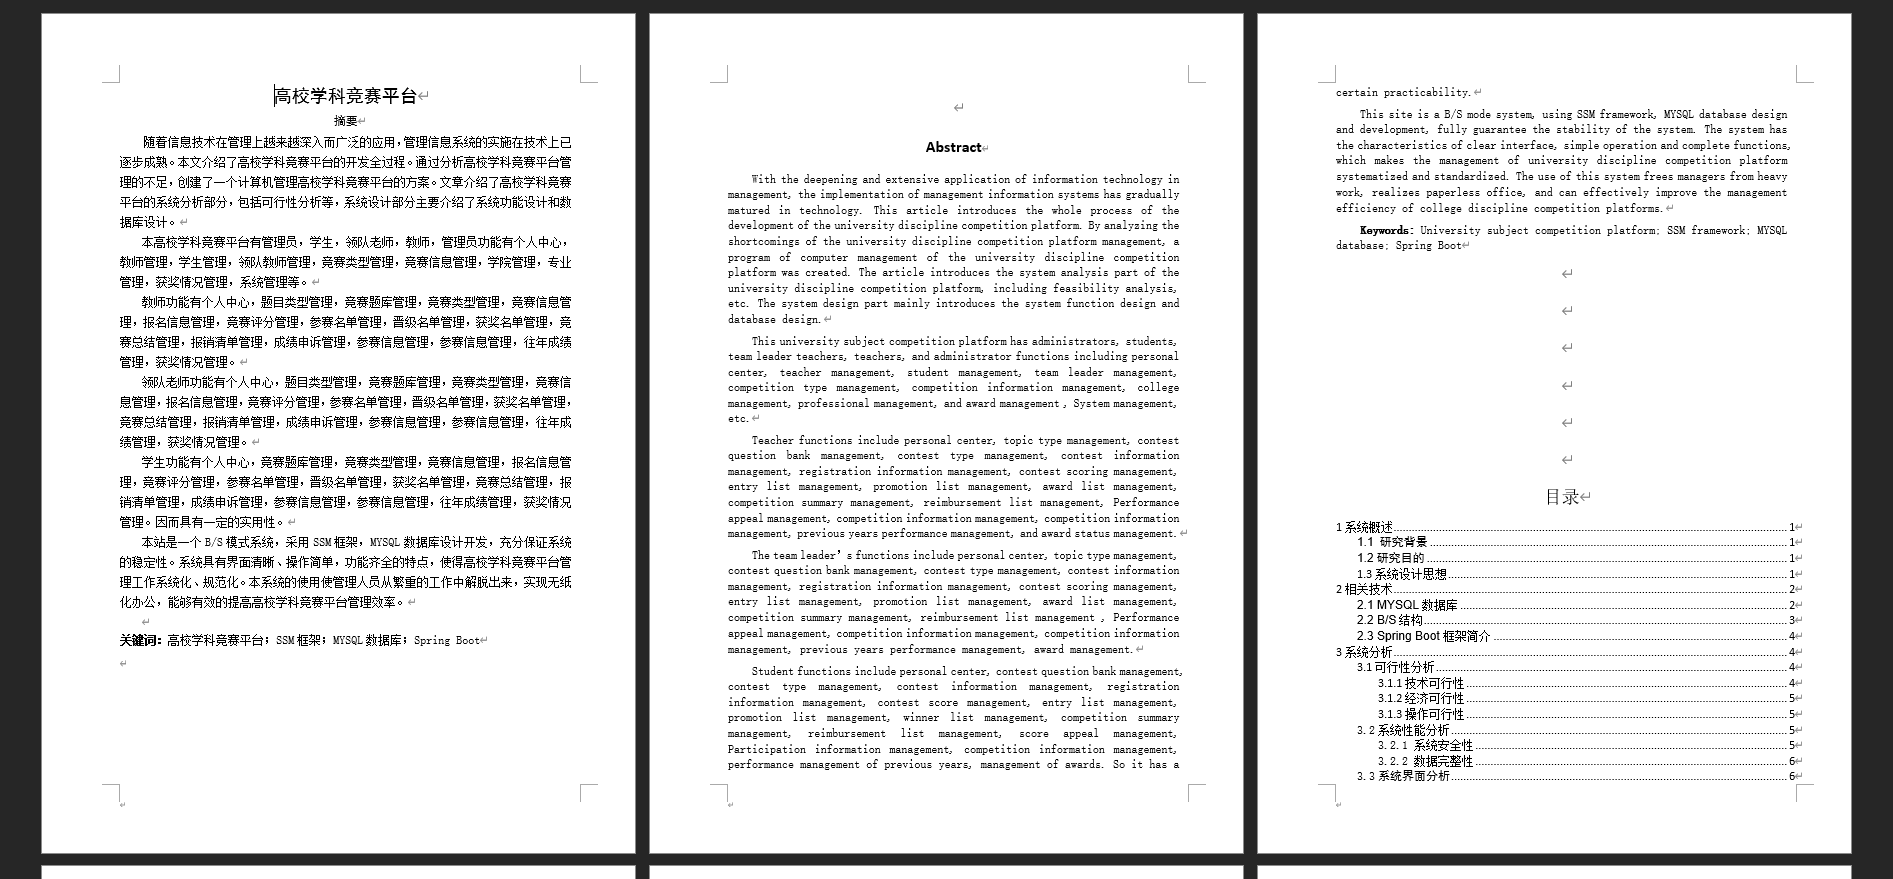 高校学科竞赛平台
摘要
随着信息技术在管理上越来越深入而广泛的应用，管理信息系统的实施在技术上已
逐步成熟。本文介绍了高校学科竞赛平台的开发全过程。通过分析高校学科竞赛平台管
理的不足，创建了一个计算机管理高校学科竞赛平台的方案。文章介绍了高校学科竞赛
平台的系统分析部分，包括可行性分析等，系统设计部分主要介绍了系统功能设计和数
据库设计。
本高校学科竞赛平台有管理员，学生，领队老师，教师，管理员功能有个人中心，
教师管理，学生管理，领队教师管理，竞赛类型管理，竞赛信息管理，学院管理，专业
管理，获奖情况管理，系统管理等。
教师功能有个人中心，题目类型管理，竞赛题库管理，竞赛类型管理，竞赛信息管
理，报名信息管理，竞赛评分管理，参赛名单管理，晋级名单管理，获奖名单管理，竞
赛总结管理，报销清单管理，成绩申诉管理，参赛信息管理，参赛信息管理，往年成绩
管理，获奖情况管理。
领队老师功能有个人中心，题目类型管理，竞赛题库管理，竞赛类型管理，竞赛信
息管理，报名信息管理，竞赛评分管理，参赛名单管理，晋级名单管理，获奖名单管理，
竞赛总结管理，报销清单管理，成绩申诉管理，参赛信息管理，参赛信息管理，往年成
绩管理，获奖情况管理。
学生功能有个人中心，竞赛题库管理，竞赛类型管理，竞赛信息管理，报名信息管
理，竞赛评分管理，参赛名单管理，晋级名单管理，获奖名单管理，竞赛总结管理，报
销清单管理，成绩申诉管理，参赛信息管理，参赛信息管理，往年成绩管理，获奖情况
管理。因而具有一定的实用性。
本站是一个 B/S 模式系统，采用 SSM 框架，MYSQL 数据库设计开发，充分保证系统
的稳定性。系统具有界面清晰、操作简单，功能齐全的特点，使得高校学科竞赛平台管
理工作系统化、规范化。本系统的使用使管理人员从繁重的工作中解脱出来，实现无纸
化办公，能够有效的提高高校学科竞赛平台管理效率。
关键词：高校学科竞赛平台；SSM 框架；MYSQL 数据库；Spring Boot
Abstract
With the deepening and extensive application of information technology in
management, the implementation of management information systems has gradually
matured in technology. This article introduces the whole process of the
development of the university discipline competition platform. By analyzing the
shortcomings of the university discipline competition platform management, a
program of computer management of the university discipline competition
platform was created. The article introduces the system analysis part of the
university discipline competition platform, including feasibility analysis,
etc. The system design part mainly introduces the system function design and
database design.
This university subject competition platform has administrators, students,
team leader teachers, teachers, and administrator functions including personal
center, teacher management, student management, team leader management,
competition type management, competition information management, college
management, professional management, and award management , System management,
etc.
Teacher functions include personal center, topic type management, contest
question bank management, contest type management, contest information
management, registration information management, contest scoring management,
entry list management, promotion list management, award list management,
competition summary management, reimbursement list management, Performance
appeal management, competition information management, competition information
management, previous years performance management, and award status management.
The team leader's functions include personal center, topic type management,
contest question bank management, contest type management, contest information
management, registration information management, contest scoring management,
entry list management, promotion list management, award list management,
competition summary management, reimbursement list management , Performance
appeal management, competition information management, competition information
management, previous years performance management, award management.
Student functions include personal center, contest question bank management,
contest type management, contest information management, registration
information management, contest score management, entry list management,
promotion list management, winner list management, competition summary
management, reimbursement list management, score appeal management,
Participation information management, competition information management,
performance management of previous years, management of awards. So it has a
certain practicability.
This site is a B/S mode system, using SSM framework, MYSQL database design
and development, fully guarantee the stability of the system. The system has
the characteristics of clear interface, simple operation and complete functions,
which makes the management of university discipline competition platform
systematized and standardized. The use of this system frees managers from heavy
work, realizes paperless office, and can effectively improve the management
efficiency of college discipline competition platforms.
Keywords: University subject competition platform; SSM framework; MYSQL
database; Spring Boot
目录
1 系统概述 1
1.1 研究背景 1
1.2 研究目的 1
1.3 系统设计思想 1
2 相关技术 2
2.1 MYSQL 数据库 2
2.2 B/S 结构 3
2.3 Spring Boot 框架简介 4
3 系统分析 4
3.1 可行性分析 4
3.1.1 技术可行性 4
3.1.2 经济可行性 5
3.1.3 操作可行性 5
3.2 系统性能分析 5
3.2.1 系统安全性 5
3.2.2 数据完整性 6
3.3 系统界面分析 6